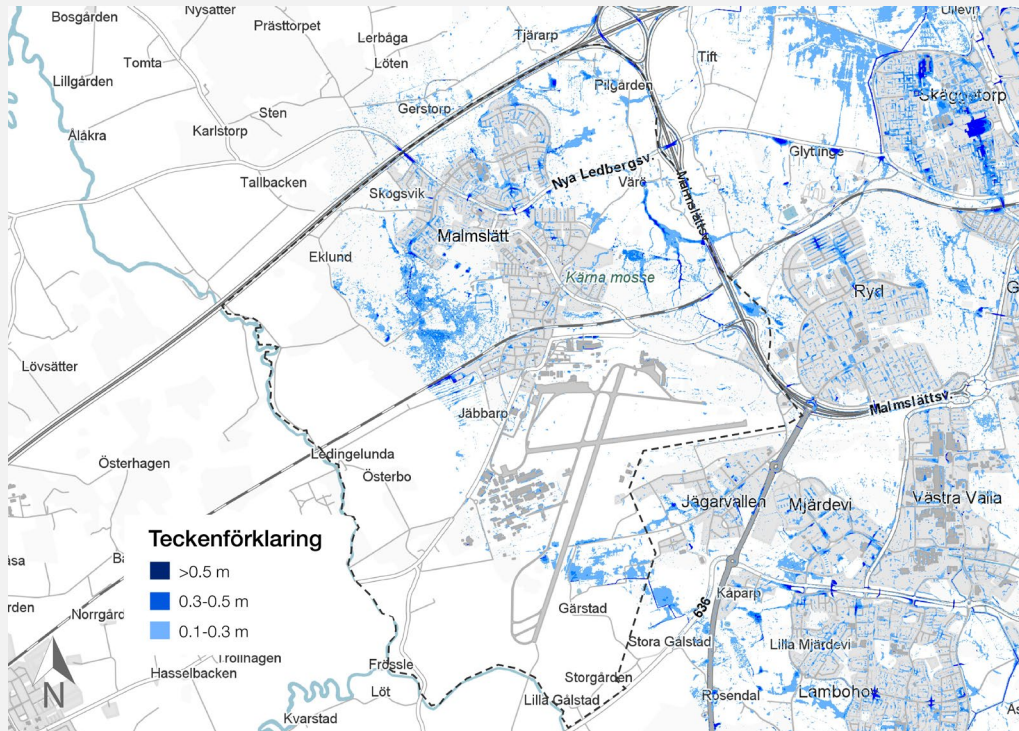 Bosgården
Nysätter
Prästtorpet
Lerbåga
Löten
Tjärarp
Ullevi
Tift
Tomta
Lillgården
Pilgården
Skäggetorp
Sten
Gerstorp
Karlstorp
Ålåkra
Glyttinge
Nya Ledbergsv.
Värö
Malmslättsv.
Tallbacken
Skogsvik
Malmslätt
Eklund
Kärna mosse
Ryd
G
Lövsätter
Malmslättsv.
Jäbbarp
Ledingelunda
Österhagen
Österbo
Jägarvallen
Mjärdevi
Västra Valla
Teckenförklaring
>0.5 m
0.3-0.5 m
0.1-0.3 m
Kåparp
636
Gärstad
Norrgård
Stora Gålstad
Lilla Mjärdevi
Trollhagen
Hasselbacken
Frössle
Löt
Storgården
Lilla Gålstad
Rosendal
Lambohov
Kvarstad
N